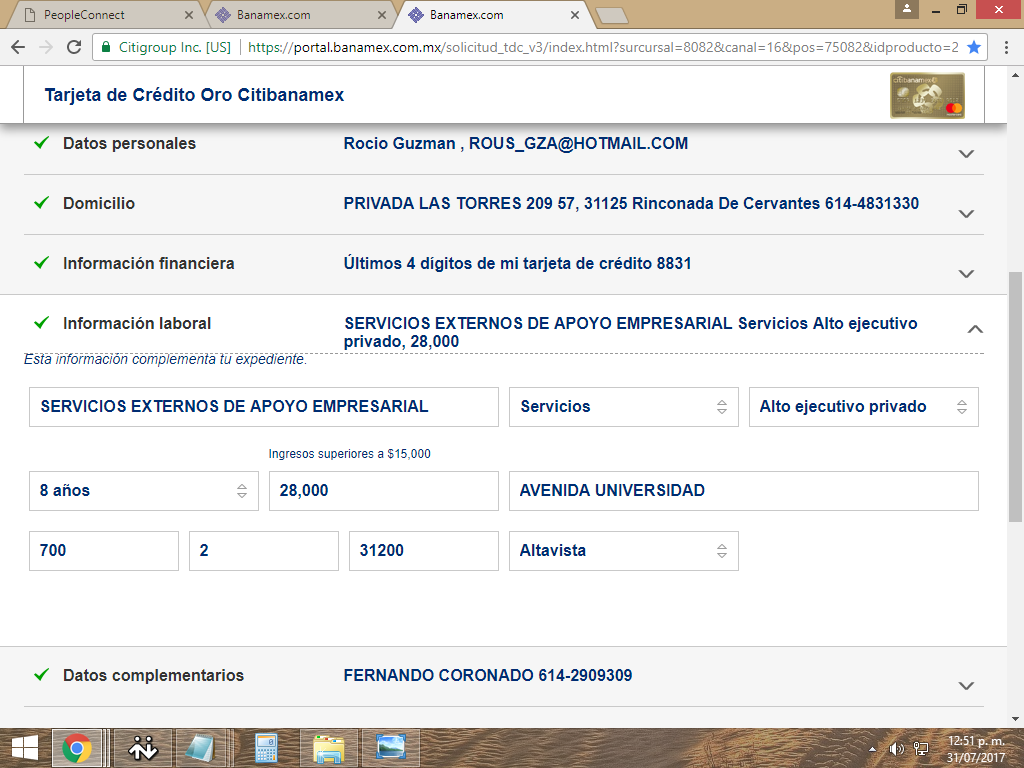 PeopleConnect
Banamex.com
Banamex.com
Citigroup Inc. [US]
https://portal.banamex.com.mx/solicitud_tdc_v3/index.html?surcursal=8082&canal=16&pos=75082&idproducto=2
Tarjeta de Crédito Oro Citibanamex
citibanamex
Datos personales
Rocio Guzman , ROUS_GZA@HOTMAIL.COM
Domicilio
PRIVADA LAS TORRES 209 57, 31125 Rinconada De Cervantes 614-4831330
Información financiera
Últimos 4 dígitos de mi tarjeta de crédito 8831
Información laboral
SERVICIOS EXTERNOS DE APOYO EMPRESARIAL Servicios Alto ejecutivo
privado, 28,000
Esta información complementa tu expediente.
SERVICIOS EXTERNOS DE APOYO EMPRESARIAL
Servicios
Alto ejecutivo privado
Ingresos superiores a $15,000
8 años
28,000
AVENIDA UNIVERSIDAD
700
2
31200
Altavista
Datos complementarios
FERNANDO CORONADO 614-2909309
12:51 p. m.
31/07/2017